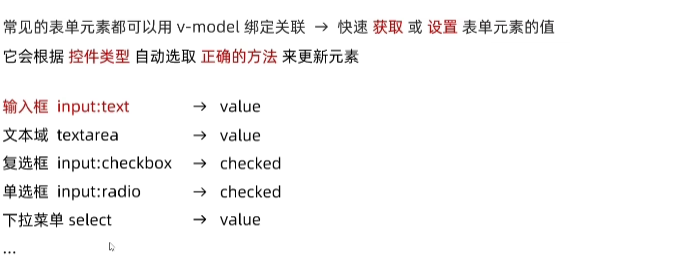 常见的表单元素都可以用 v-model 绑定关联 → 快速 获取 或 设置 表单元素的值
它会根据 控件类型 自动选取 正确的方法 来更新元素
输入框 input:text → value
文本域 textarea → value
复选框 input:checkbox → checked
单选框 input:radio → checked
下拉菜单 select → value
...